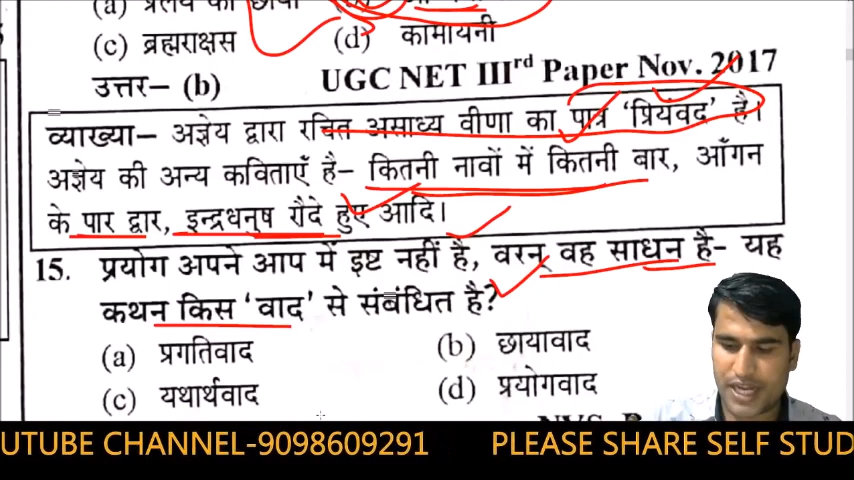 (a) प्रलय की छाया (b)
(c) ब्रह्मराक्षस (d) कामायनी
उत्तर– (b) UGC NET IIIrd Paper Nov. 2017
व्याख्या– अज्ञेय द्वारा रचित असाध्य वीणा का पात्र ‘प्रियवद’ है।
अज्ञेय की अन्य कविताएँ है– कितनी नावों में कितनी बार, आँगन
के पार द्वार, इन्द्रधनुष रौदे हुए आदि।
15. प्रयोग अपने आप में इष्ट नहीं है, वरन् वह साधन है– यह
कथन किस ‘वाद’ से संबंधित है?
(a) प्रगतिवाद (b) छायावाद
(c) यथार्थवाद (d) प्रयोगवाद
UTUBE CHANNEL-9098609291 PLEASE SHARE SELF STUD